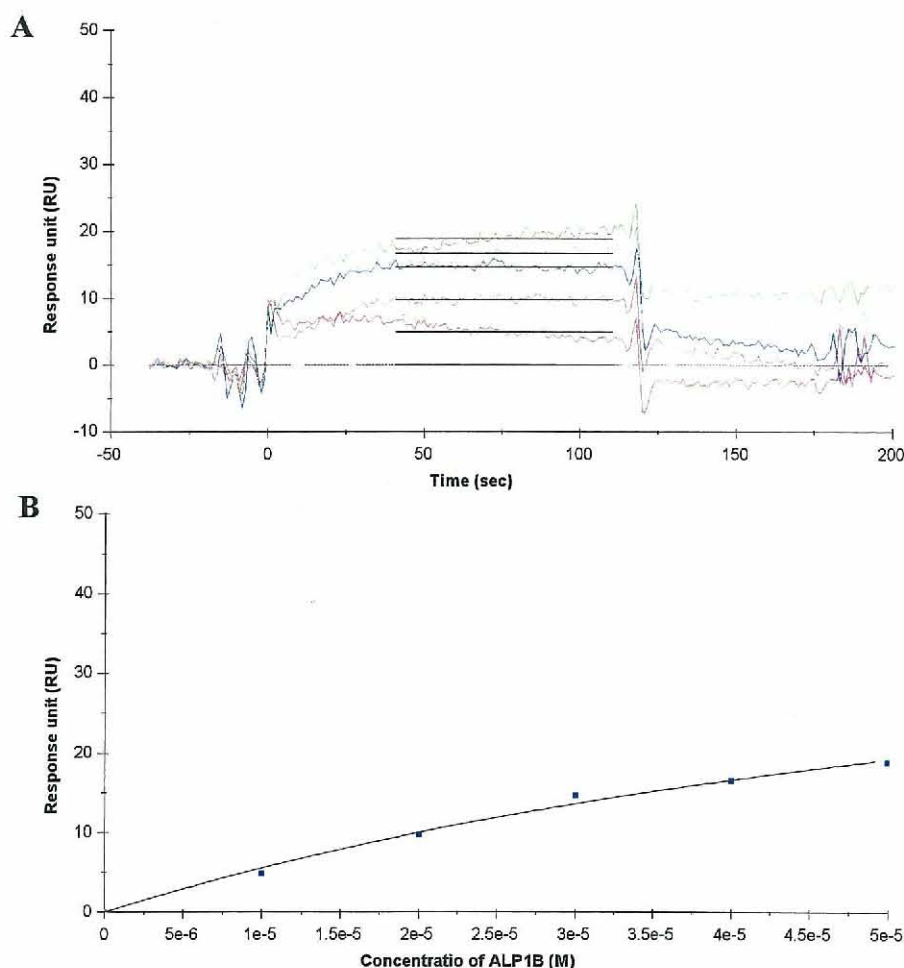 A
50
40
30
20
10
0
-10
Response unit (RU)
-50 0 50 100 150 200
Time (sec)
B
50
40
30
20
10
0
Response unit (RU)
0 5e-6 1e-5 1.5e-5 2e-5 2.5e-5 3e-5 3.5e-5 4e-5 4.5e-5 5e-5
Concentratio of ALP1B (M)